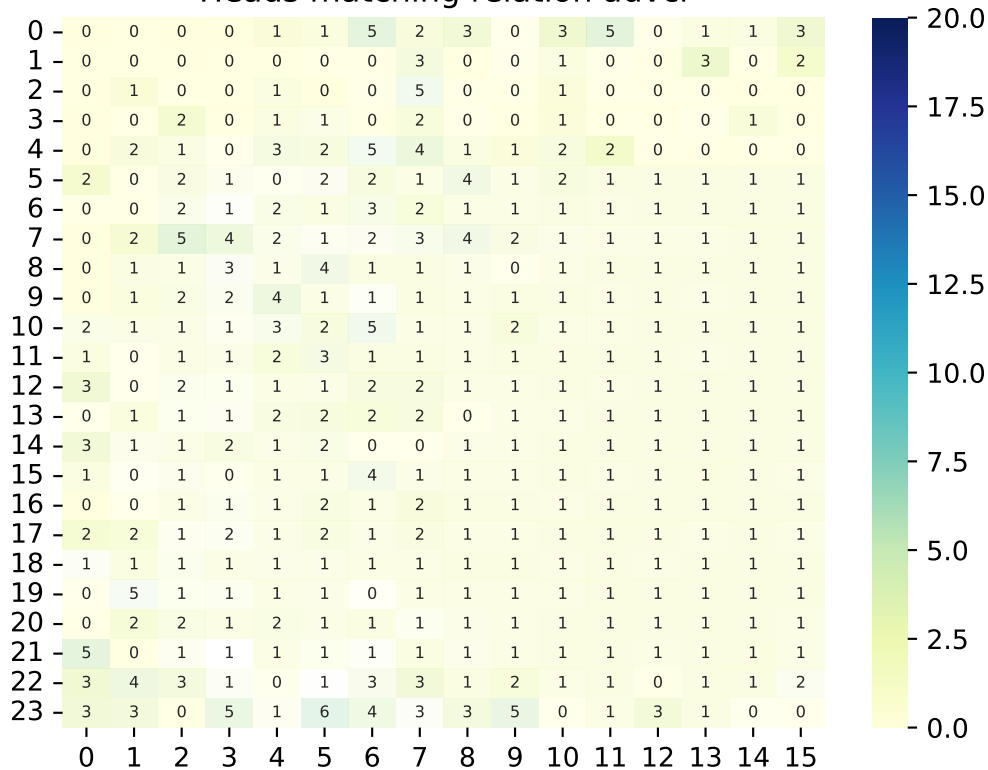 Heads matching relation advcl
0 0 0 0 0 1 1 5 2 3 0 3 5 0 1 1 3
1 0 0 0 0 0 0 0 3 0 0 1 0 0 3 0 2
2 0 1 0 0 1 0 0 5 0 0 1 0 0 0 0 0
3 0 0 2 0 1 1 0 2 0 0 1 0 0 0 1 0
4 0 2 1 0 3 2 5 4 1 1 2 2 0 0 0 0
5 2 0 2 1 0 2 2 1 4 1 2 1 1 1 1 1
6 0 0 2 1 2 1 3 2 1 1 1 1 1 1 1 1
7 0 2 5 4 2 1 2 3 4 2 1 1 1 1 1 1
8 0 1 1 3 1 4 1 1 1 0 1 1 1 1 1 1
9 0 1 2 2 4 1 1 1 1 1 1 1 1 1 1 1
10 2 1 1 1 3 2 5 1 1 2 1 1 1 1 1 1
11 1 0 1 1 2 3 1 1 1 1 1 1 1 1 1 1
12 3 0 2 1 1 1 2 2 1 1 1 1 1 1 1 1
13 0 1 1 1 2 2 2 2 0 1 1 1 1 1 1 1
14 3 1 1 2 1 2 0 0 1 1 1 1 1 1 1 1
15 1 0 1 0 1 1 4 1 1 1 1 1 1 1 1 1
16 0 0 1 1 1 2 1 2 1 1 1 1 1 1 1 1
17 2 2 1 2 1 2 1 2 1 1 1 1 1 1 1 1
18 1 1 1 1 1 1 1 1 1 1 1 1 1 1 1 1
19 0 5 1 1 1 1 0 1 1 1 1 1 1 1 1 1
20 0 2 2 1 2 1 1 1 1 1 1 1 1 1 1 1
21 5 0 1 1 1 1 1 1 1 1 1 1 1 1 1 1
22 3 4 3 1 0 1 3 3 1 2 1 1 0 1 1 2
23 3 3 0 5 1 6 4 3 3 5 0 1 3 1 0 0
0 1 2 3 4 5 6 7 8 9 10 11 12 13 14 15
20.0
17.5
15.0
12.5
10.0
7.5
5.0
2.5
0.0